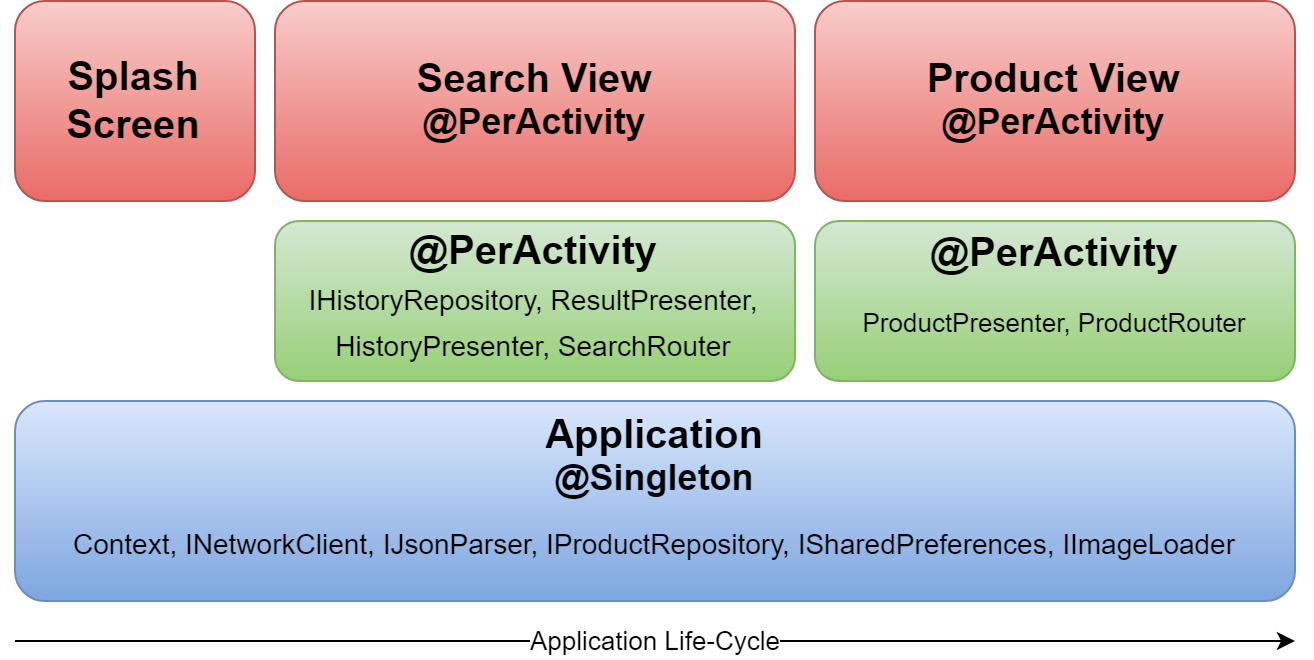 Splash
Screen
Search View
@PerActivity
Product View
@PerActivity
@PerActivity
IHistoryRepository, ResultPresenter,
HistoryPresenter, SearchRouter
@PerActivity
ProductPresenter, ProductRouter
Application
@Singleton
Context, INetworkClient, IJsonParser, IProductRepository, ISharedPreferences, IImageLoader
Application Life-Cycle